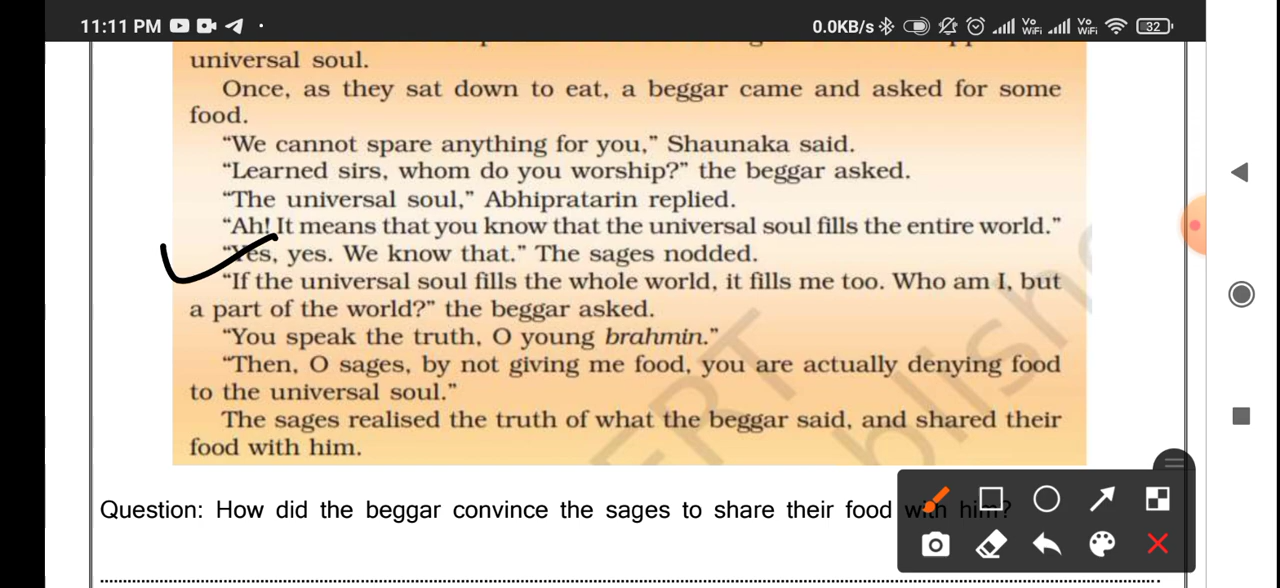 11:11 PM
0.0KB/s Vo WiFi Vo WiFi 32
universal soul.
Once, as they sat down to eat, a beggar came and asked for some
food.
“We cannot spare anything for you,” Shaunaka said.
“Learned sirs, whom do you worship?” the beggar asked.
“The universal soul,” Abhipratarin replied.
“Ah! It means that you know that the universal soul fills the entire world.”
“Yes, yes. We know that.” The sages nodded.
“If the universal soul fills the whole world, it fills me too. Who am I, but
a part of the world?” the beggar asked.
“You speak the truth, O young brahmin.”
“Then, O sages, by not giving me food, you are actually denying food
to the universal soul.”
The sages realised the truth of what the beggar said, and shared their
food with him.
Question: How did the beggar convince the sages to share their food with him?